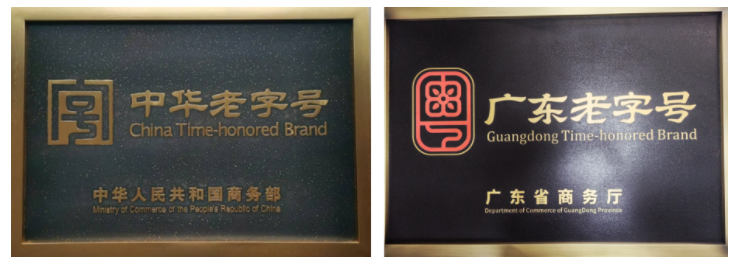 中华老字号
China Time-honored Brand
中华人民共和国商务部
Ministry of Commerce of the People's Republic of China
广东老字号
Guangdong Time-honored Brand
广东省商务厅
Department of Commerce of GuangDong Province